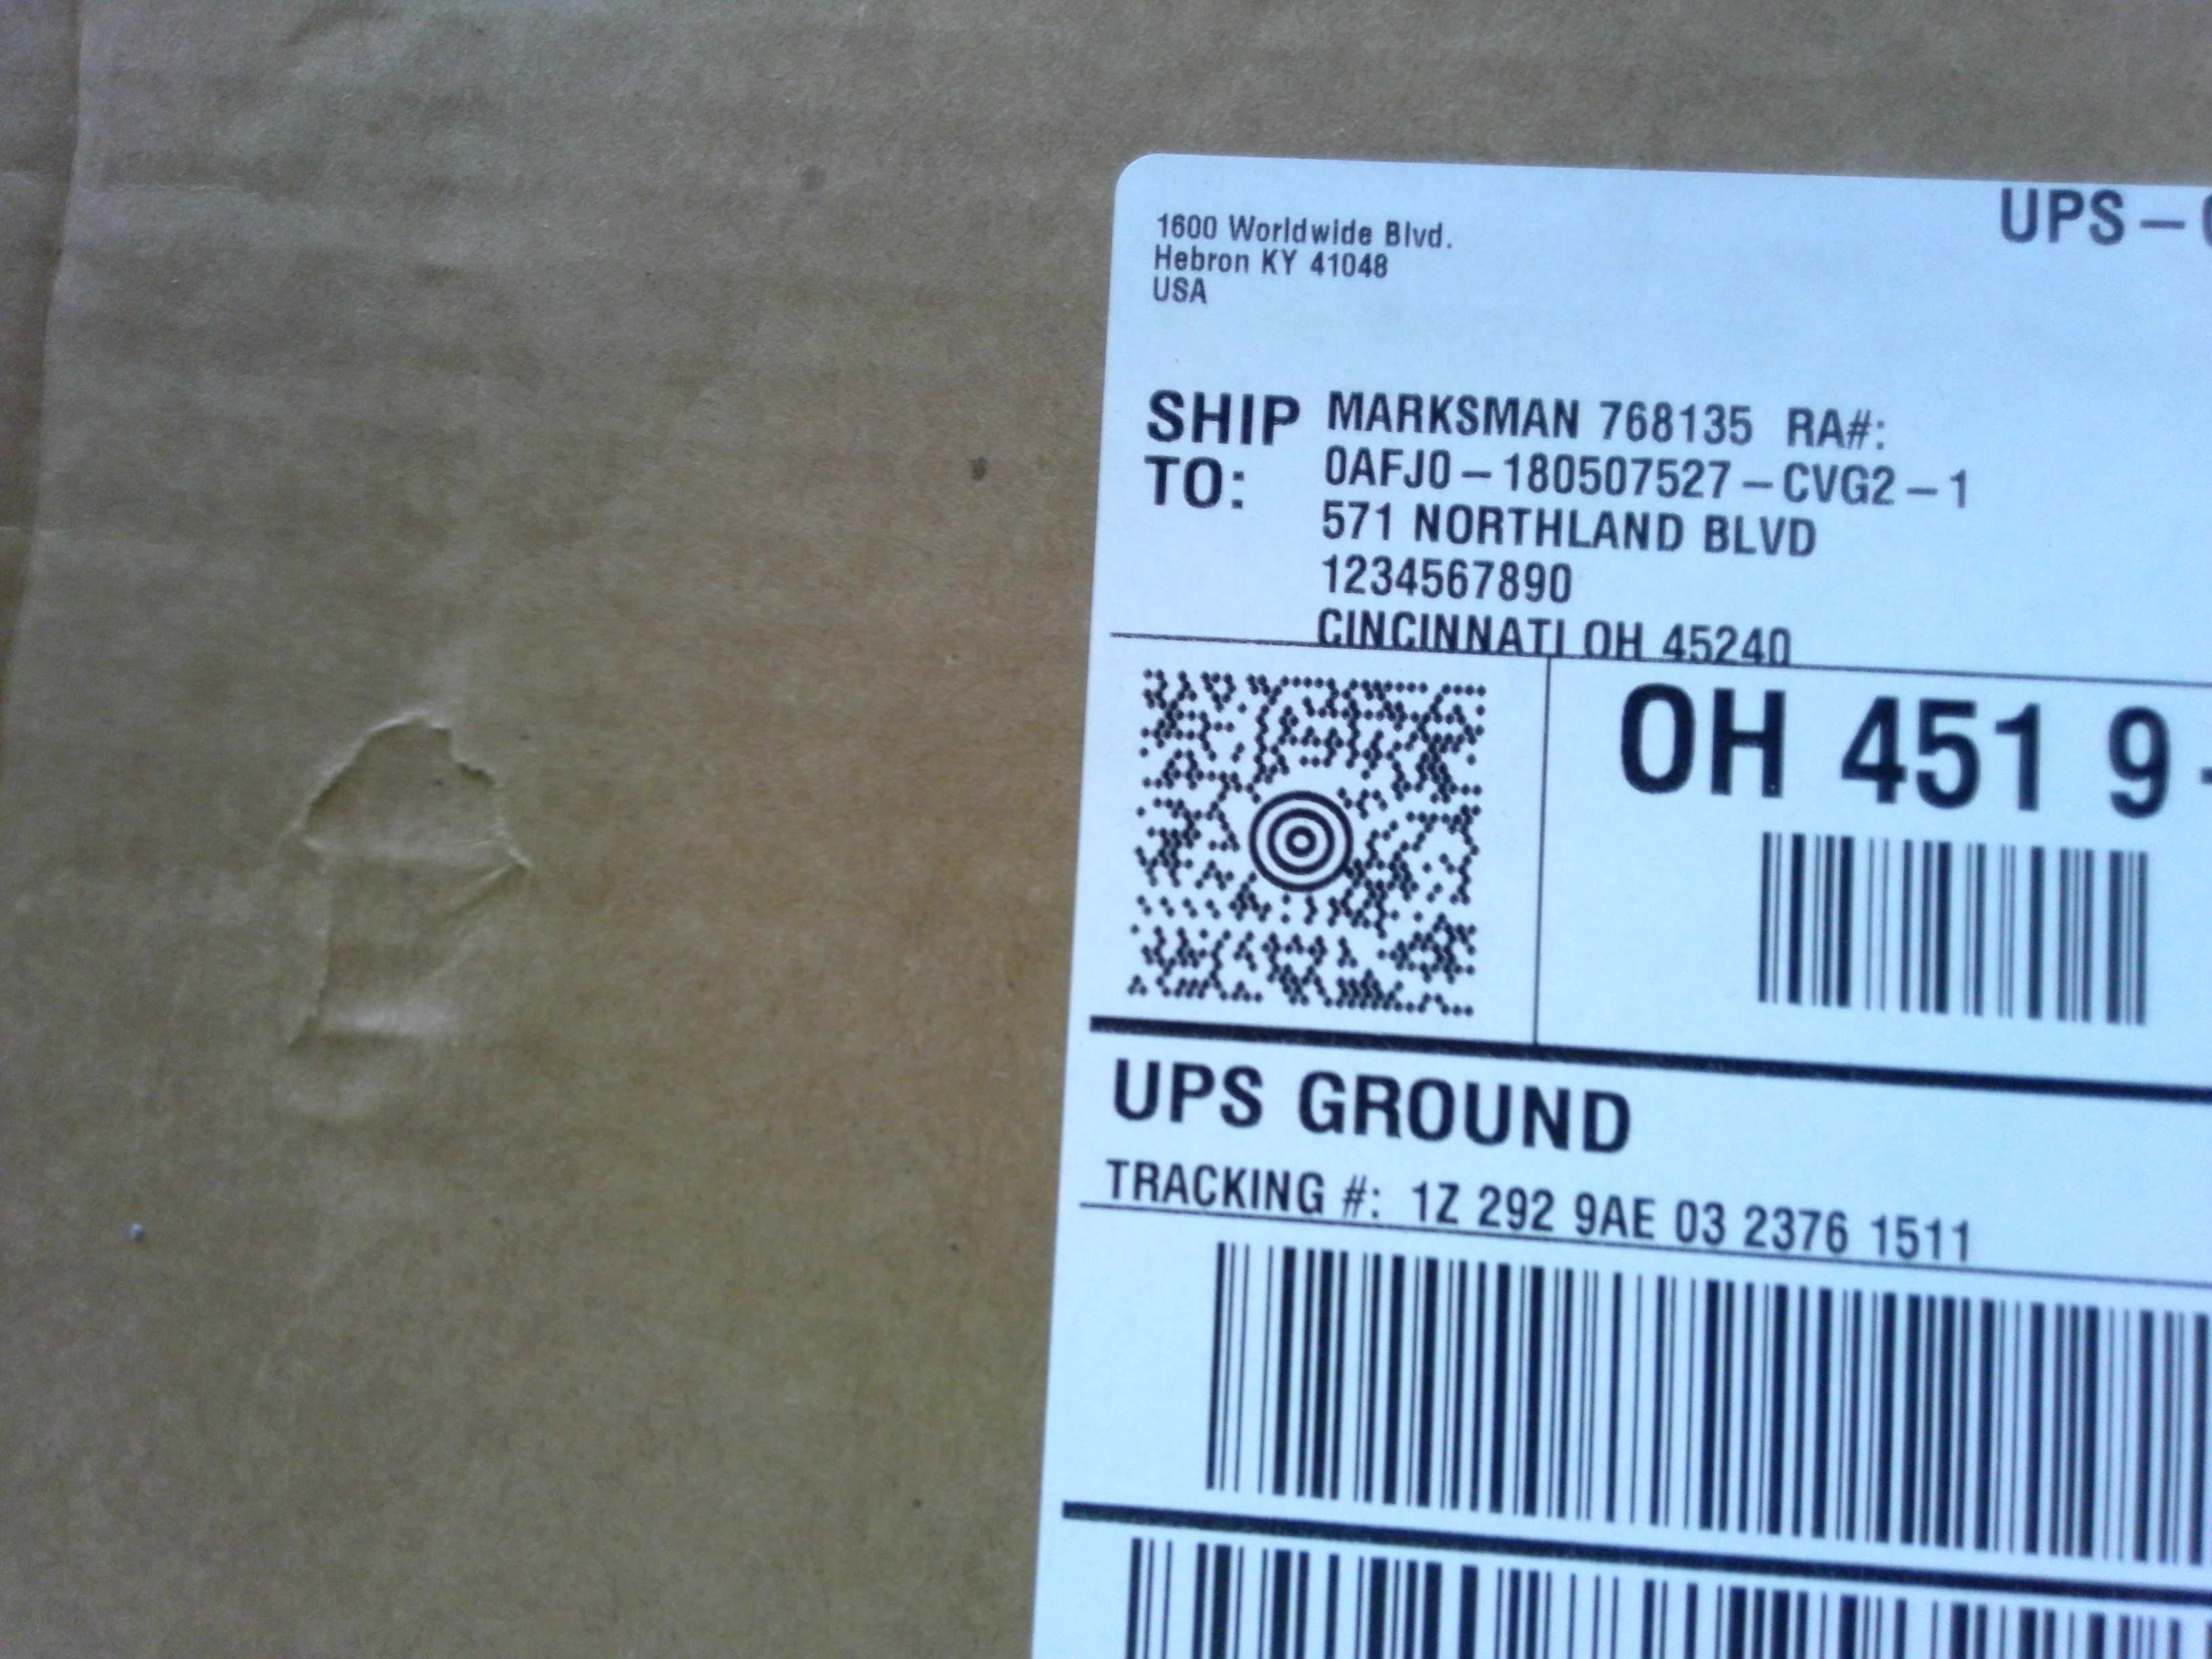 1600 Worldwide Blvd.
Hebron KY 41048
USA
UPS –
SHIP TO:
MARKSMAN 768135 RA#:
0AFJ0 – 180507527 – CVG2 – 1
571 NORTHLAND BLVD
1234567890
CINCINNATI OH 45240
OH 451 9
UPS GROUND
TRACKING #: 1Z 292 9AE 03 2376 1511